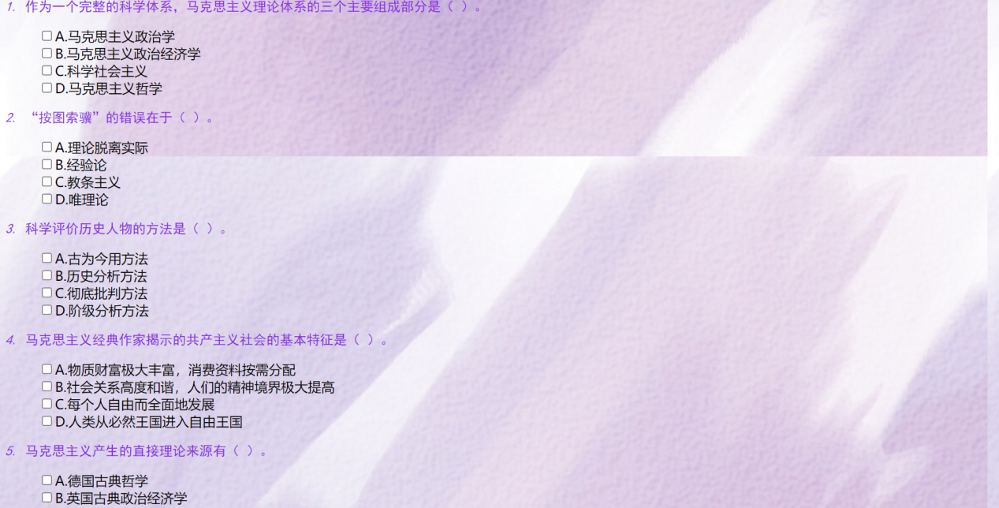 1. 作为一个完整的科学体系，马克思主义理论体系的三个主要组成部分是（ ）。
A.马克思主义政治学
B.马克思主义政治经济学
C.科学社会主义
D.马克思主义哲学
2. “按图索骥”的错误在于（ ）。
A.理论脱离实际
B.经验论
C.教条主义
D.唯理论
3. 科学评价历史人物的方法是（ ）。
A.古为今用方法
B.历史分析方法
C.彻底批判方法
D.阶级分析方法
4. 马克思主义经典作家揭示的共产主义社会的基本特征是（ ）。
A.物质财富极大丰富，消费资料按需分配
B.社会关系高度和谐，人们的精神境界极大提高
C.每个人自由而全面地发展
D.人类从必然王国进入自由王国
5. 马克思主义产生的直接理论来源有（ ）。
A.德国古典哲学
B.英国古典政治经济学